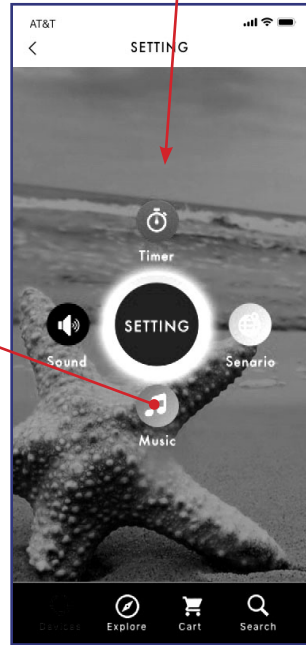 AT&T
SETTING
Timer
SETTING
Sound
Senario
Music
Devices
Explore
Cart
Search